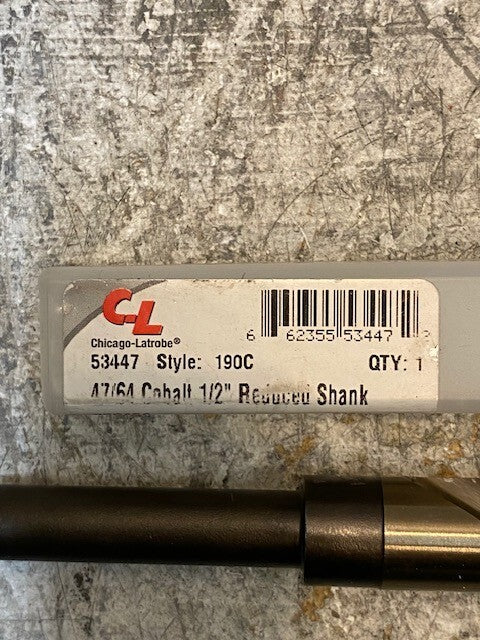 C-L
Chicago-Latrobe®
6 62355 53447
53447 Style: 190C QTY: 1
47/64 Cobalt 1/2" Reduced Shank